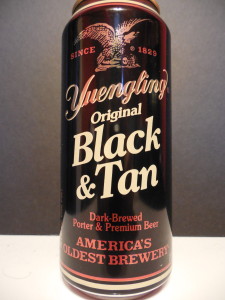 SINCE 1829
Yuengling
Original
Black
& Tan
Dark-Brewed
Porter & Premium Beer
AMERICA'S
OLDEST BREWERY